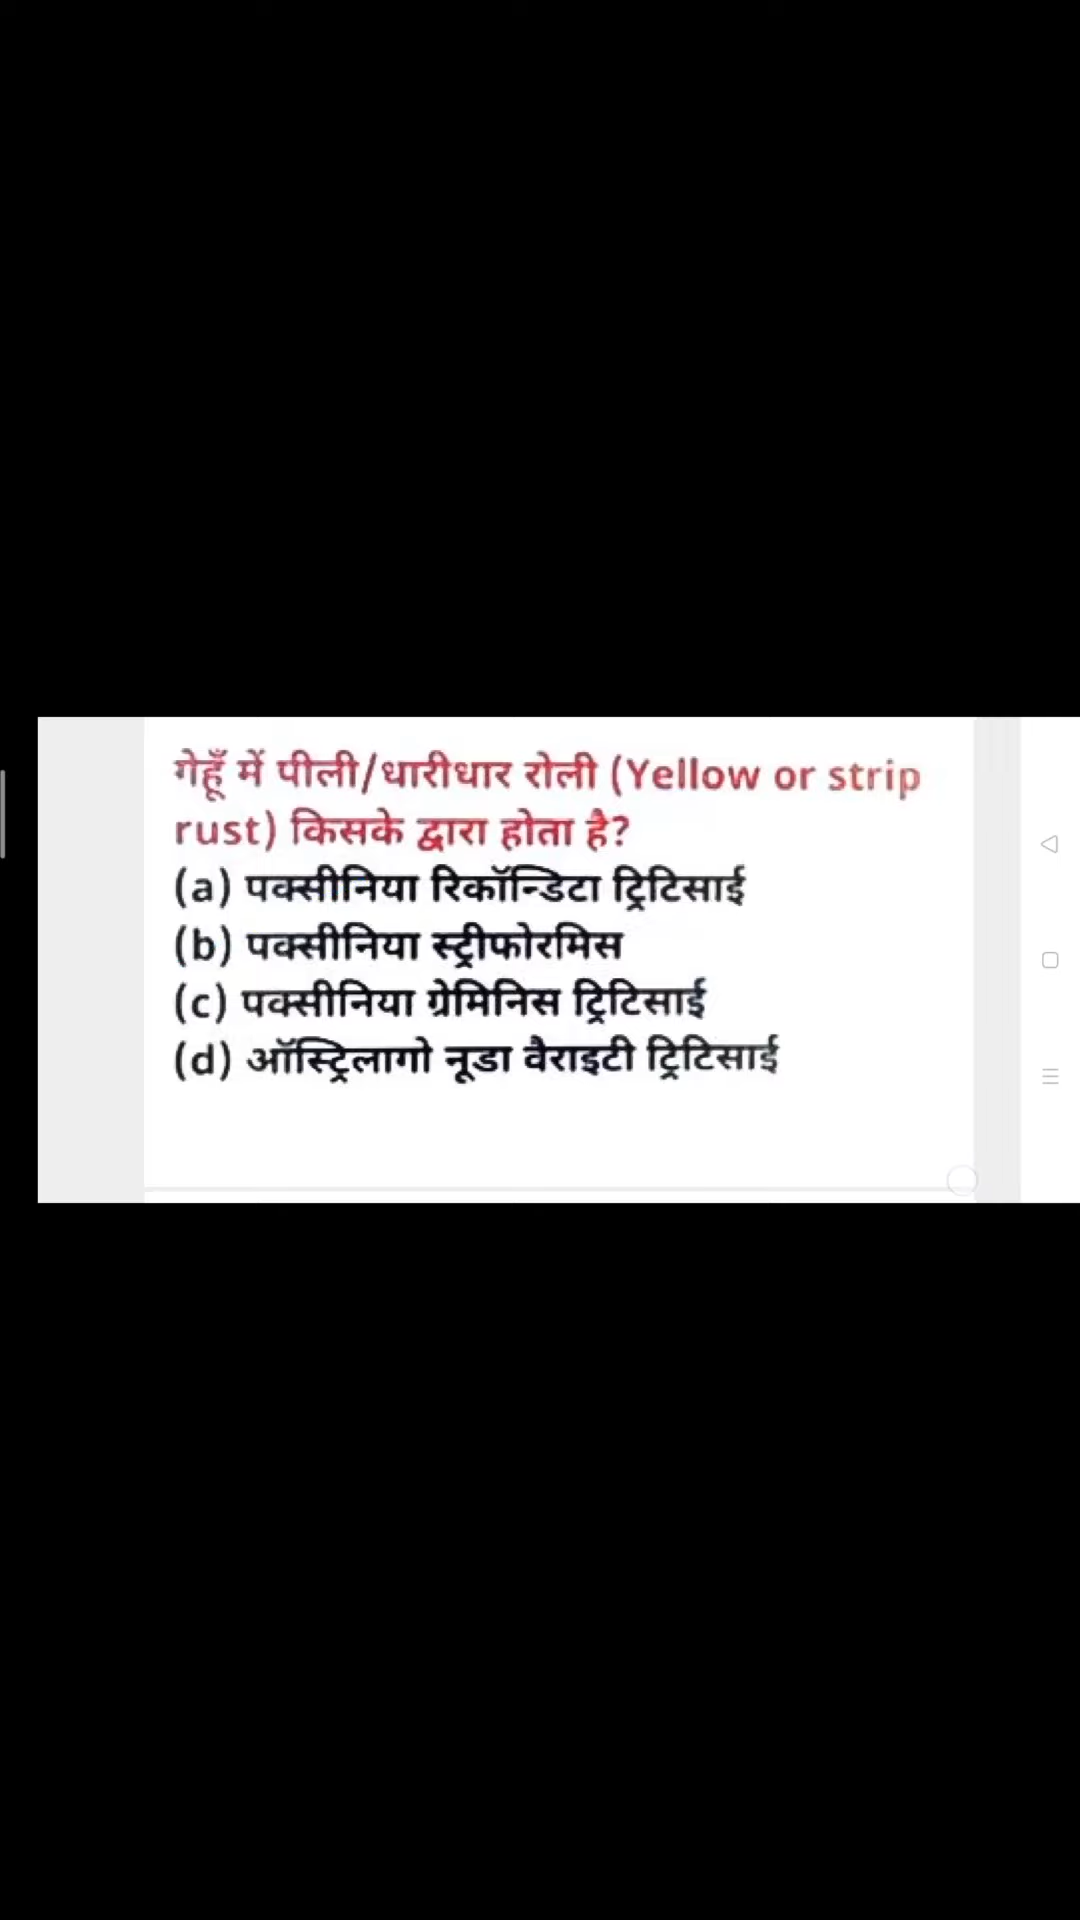 गेहूँ में पीली/धारीधार रोली (Yellow or strip
rust) किसके द्वारा होता है?
(a) पक्सीनिया रिकॉन्डिटा ट्रिटिसाई
(b) पक्सीनिया स्ट्रीफोरमिस
(c) पक्सीनिया ग्रेमिनिस ट्रिटिसाई
(d) ऑस्ट्रिलागो नूडा वैराइटी ट्रिटिसाई